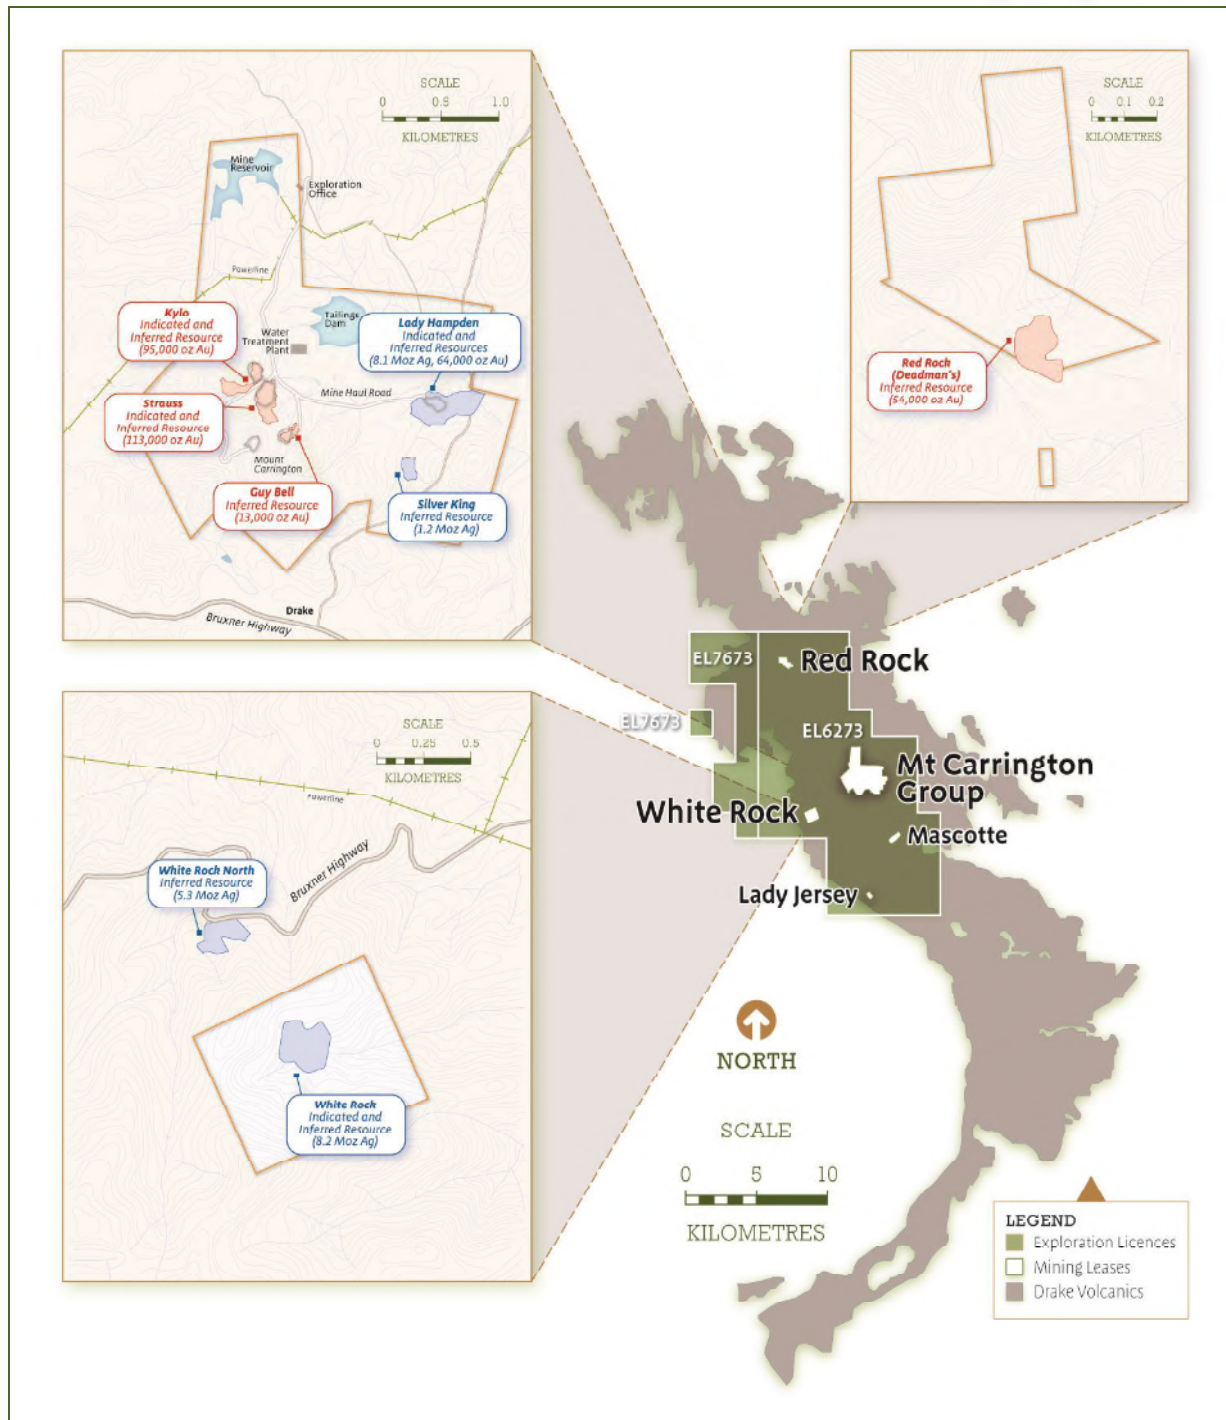 SCALE
0 0.5 1.0
KILOMETRES
Mine
Reservoir
Exploration
Office
Powerline
Kylo
Indicated and
Inferred Resource
(95,000 oz Au)
Water
Treatment
Plant
Tailings
Dam
Lady Hampden
Indicated and
Inferred Resources
(8.1 Moz Ag, 64,000 oz Au)
Strauss
Indicated and
Inferred Resource
(113,000 oz Au)
Mine Haul Road
Mount
Carrington
Guy Bell
Inferred Resource
(13,000 oz Au)
Silver King
Inferred Resource
(1.2 Moz Ag)
Drake
Bruxner Highway
SCALE
0 0.1 0.2
KILOMETRES
Red Rock
(Deadman's)
Inferred Resource
(54,000 oz Au)
SCALE
0 0.25 0.5
KILOMETRES
Powerline
Bruxner Highway
White Rock North
Inferred Resource
(5.3 Moz Ag)
White Rock
Indicated and
Inferred Resource
(8.2 Moz Ag)
EL7673
Red Rock
EL7673
EL6273
Mt Carrington
Group
White Rock
Mascotte
Lady Jersey
NORTH
SCALE
0 5 10
KILOMETRES
LEGEND
Exploration Licences
Mining Leases
Drake Volcanics